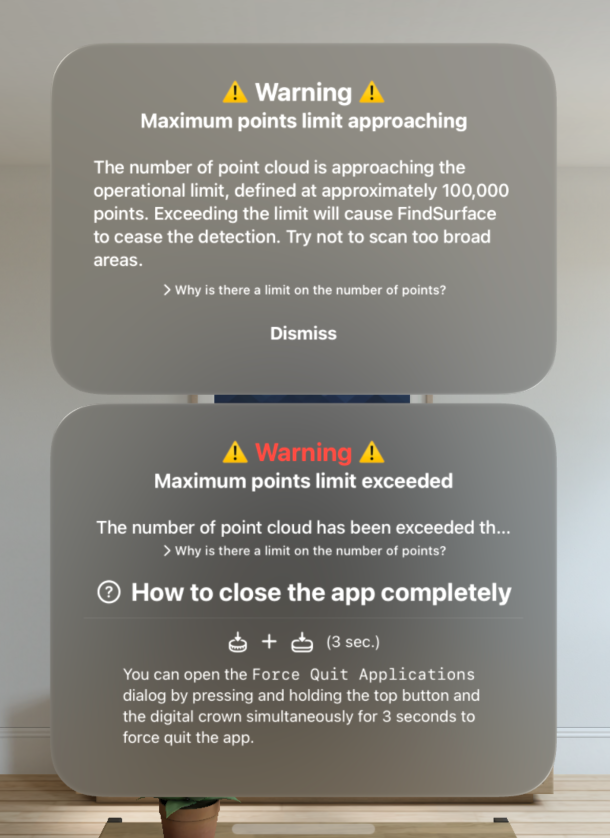 ⚠️ Warning ⚠️
Maximum points limit approaching
The number of point cloud is approaching the
operational limit, defined at approximately 100,000
points. Exceeding the limit will cause FindSurface
to cease the detection. Try not to scan too broad
areas.
> Why is there a limit on the number of points?
Dismiss
⚠️ Warning ⚠️
Maximum points limit exceeded
The number of point cloud has been exceeded th...
> Why is there a limit on the number of points?
? How to close the app completely
+ (3 sec.)
You can open the Force Quit Applications
dialog by pressing and holding the top button and
the digital crown simultaneously for 3 seconds to
force quit the app.